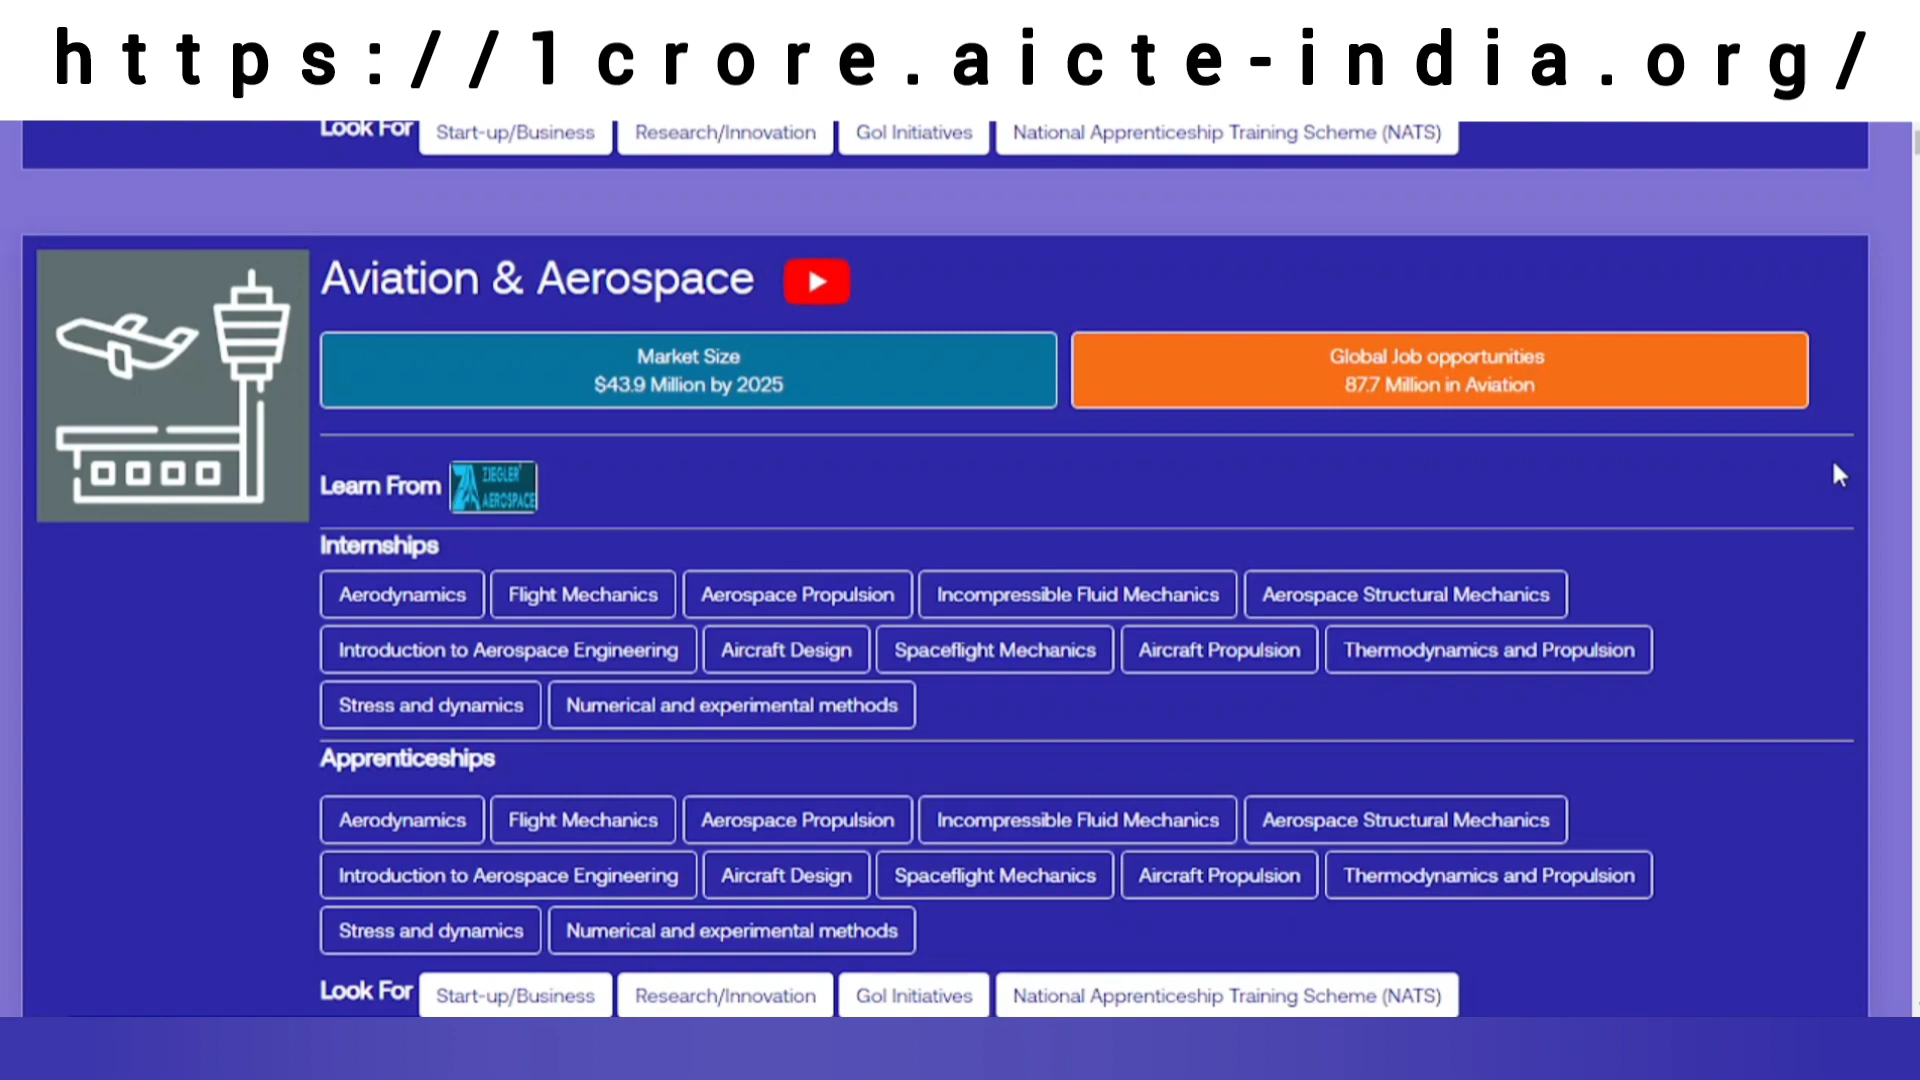 https://1crore.aicte-india.org/
Look For Start-up/Business Research/Innovation GoI Initiatives National Apprenticeship Training Scheme (NATS)
Aviation & Aerospace
Market Size
$43.9 Million by 2025
Global Job opportunities
87.7 Million in Aviation
Learn From ZIEGLER AEROSPACE
Internships
Aerodynamics Flight Mechanics Aerospace Propulsion Incompressible Fluid Mechanics Aerospace Structural Mechanics
Introduction to Aerospace Engineering Aircraft Design Spaceflight Mechanics Aircraft Propulsion Thermodynamics and Propulsion
Stress and dynamics Numerical and experimental methods
Apprenticeships
Aerodynamics Flight Mechanics Aerospace Propulsion Incompressible Fluid Mechanics Aerospace Structural Mechanics
Introduction to Aerospace Engineering Aircraft Design Spaceflight Mechanics Aircraft Propulsion Thermodynamics and Propulsion
Stress and dynamics Numerical and experimental methods
Look For Start-up/Business Research/Innovation GoI Initiatives National Apprenticeship Training Scheme (NATS)